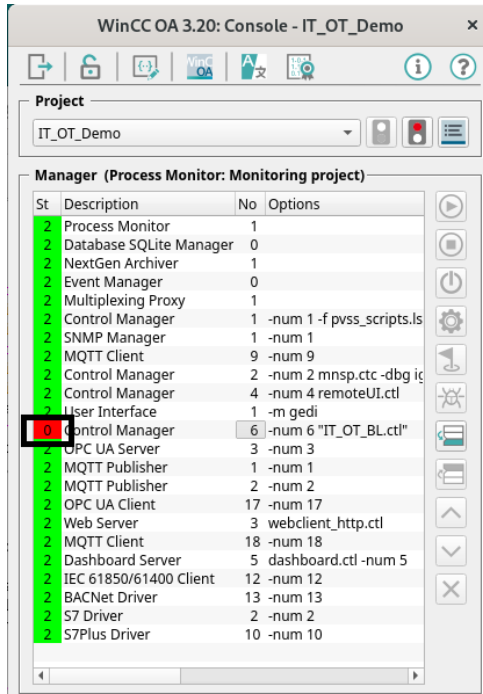 WinCC OA 3.20: Console - IT_OT_Demo
WinC OA
A
i ?
Project
IT_OT_Demo
Manager (Process Monitor: Monitoring project)
St Description No Options
2 Process Monitor 1
2 Database SQLite Manager 0
2 NextGen Archiver 1
2 Event Manager 0
2 Multiplexing Proxy 1
2 Control Manager 1 -num 1 -f pvss_scripts.ls
2 SNMP Manager 1 -num 1
2 MQTT Client 9 -num 9
2 Control Manager 2 -num 2 mnsp.ctc -dbg ig
2 Control Manager 4 -num 4 remoteUI.ctl
2 User Interface 1 -m gedi
0 Control Manager 6 -num 6 "IT_OT_BL.ctl"
2 OPC UA Server 3 -num 3
2 MQTT Publisher 1 -num 1
2 MQTT Publisher 2 -num 2
2 OPC UA Client 17 -num 17
2 Web Server 3 webclient_http.ctl
2 MQTT Client 18 -num 18
2 Dashboard Server 5 dashboard.ctl -num 5
2 IEC 61850/61400 Client 12 -num 12
2 BACNet Driver 13 -num 13
2 S7 Driver 2 -num 2
2 S7Plus Driver 10 -num 10